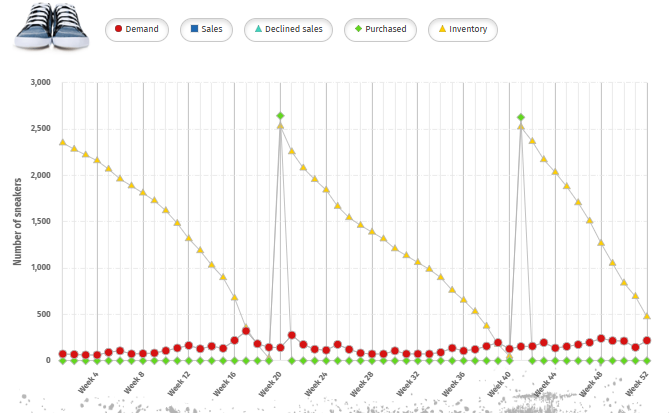 Demand
Sales
Declined sales
Purchased
Inventory
Number of sneakers
3,000
2,500
2,000
1,500
1,000
500
0
Week 4
Week 8
Week 12
Week 16
Week 20
Week 24
Week 28
Week 32
Week 36
Week 40
Week 44
Week 48
Week 52